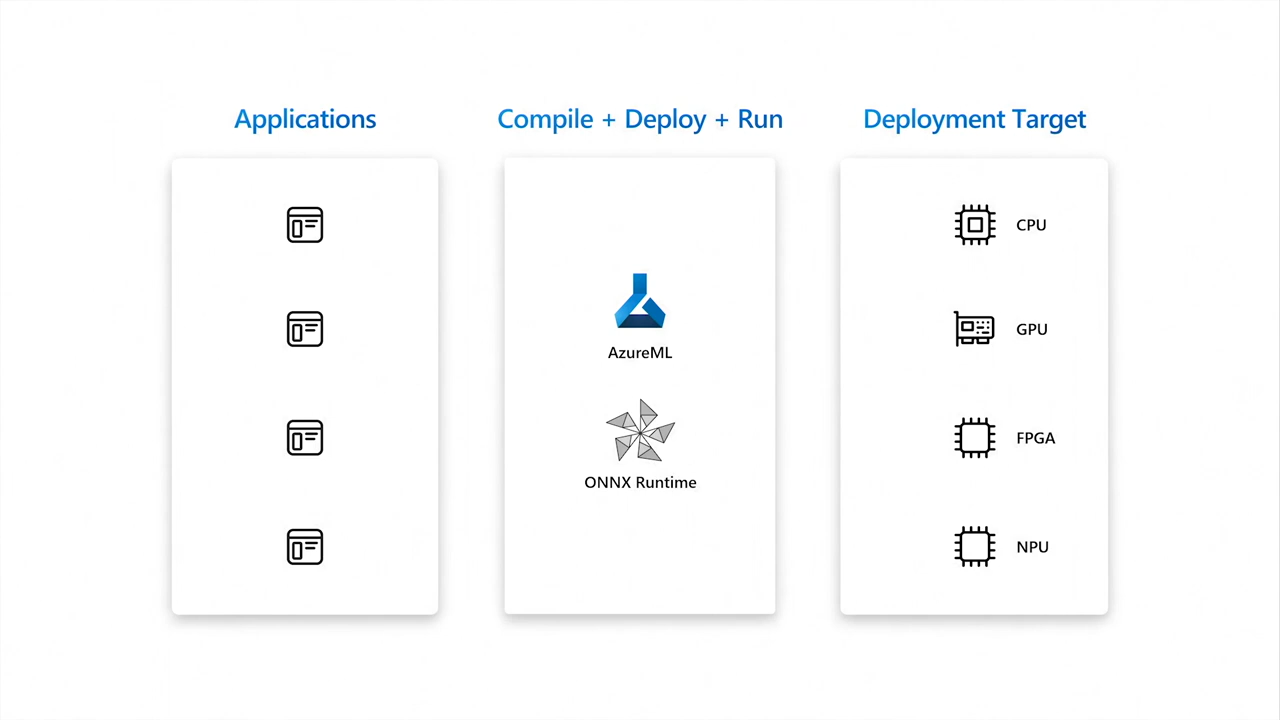 Applications
Compile + Deploy + Run
Deployment Target
AzureML
ONNX Runtime
CPU
GPU
FPGA
NPU